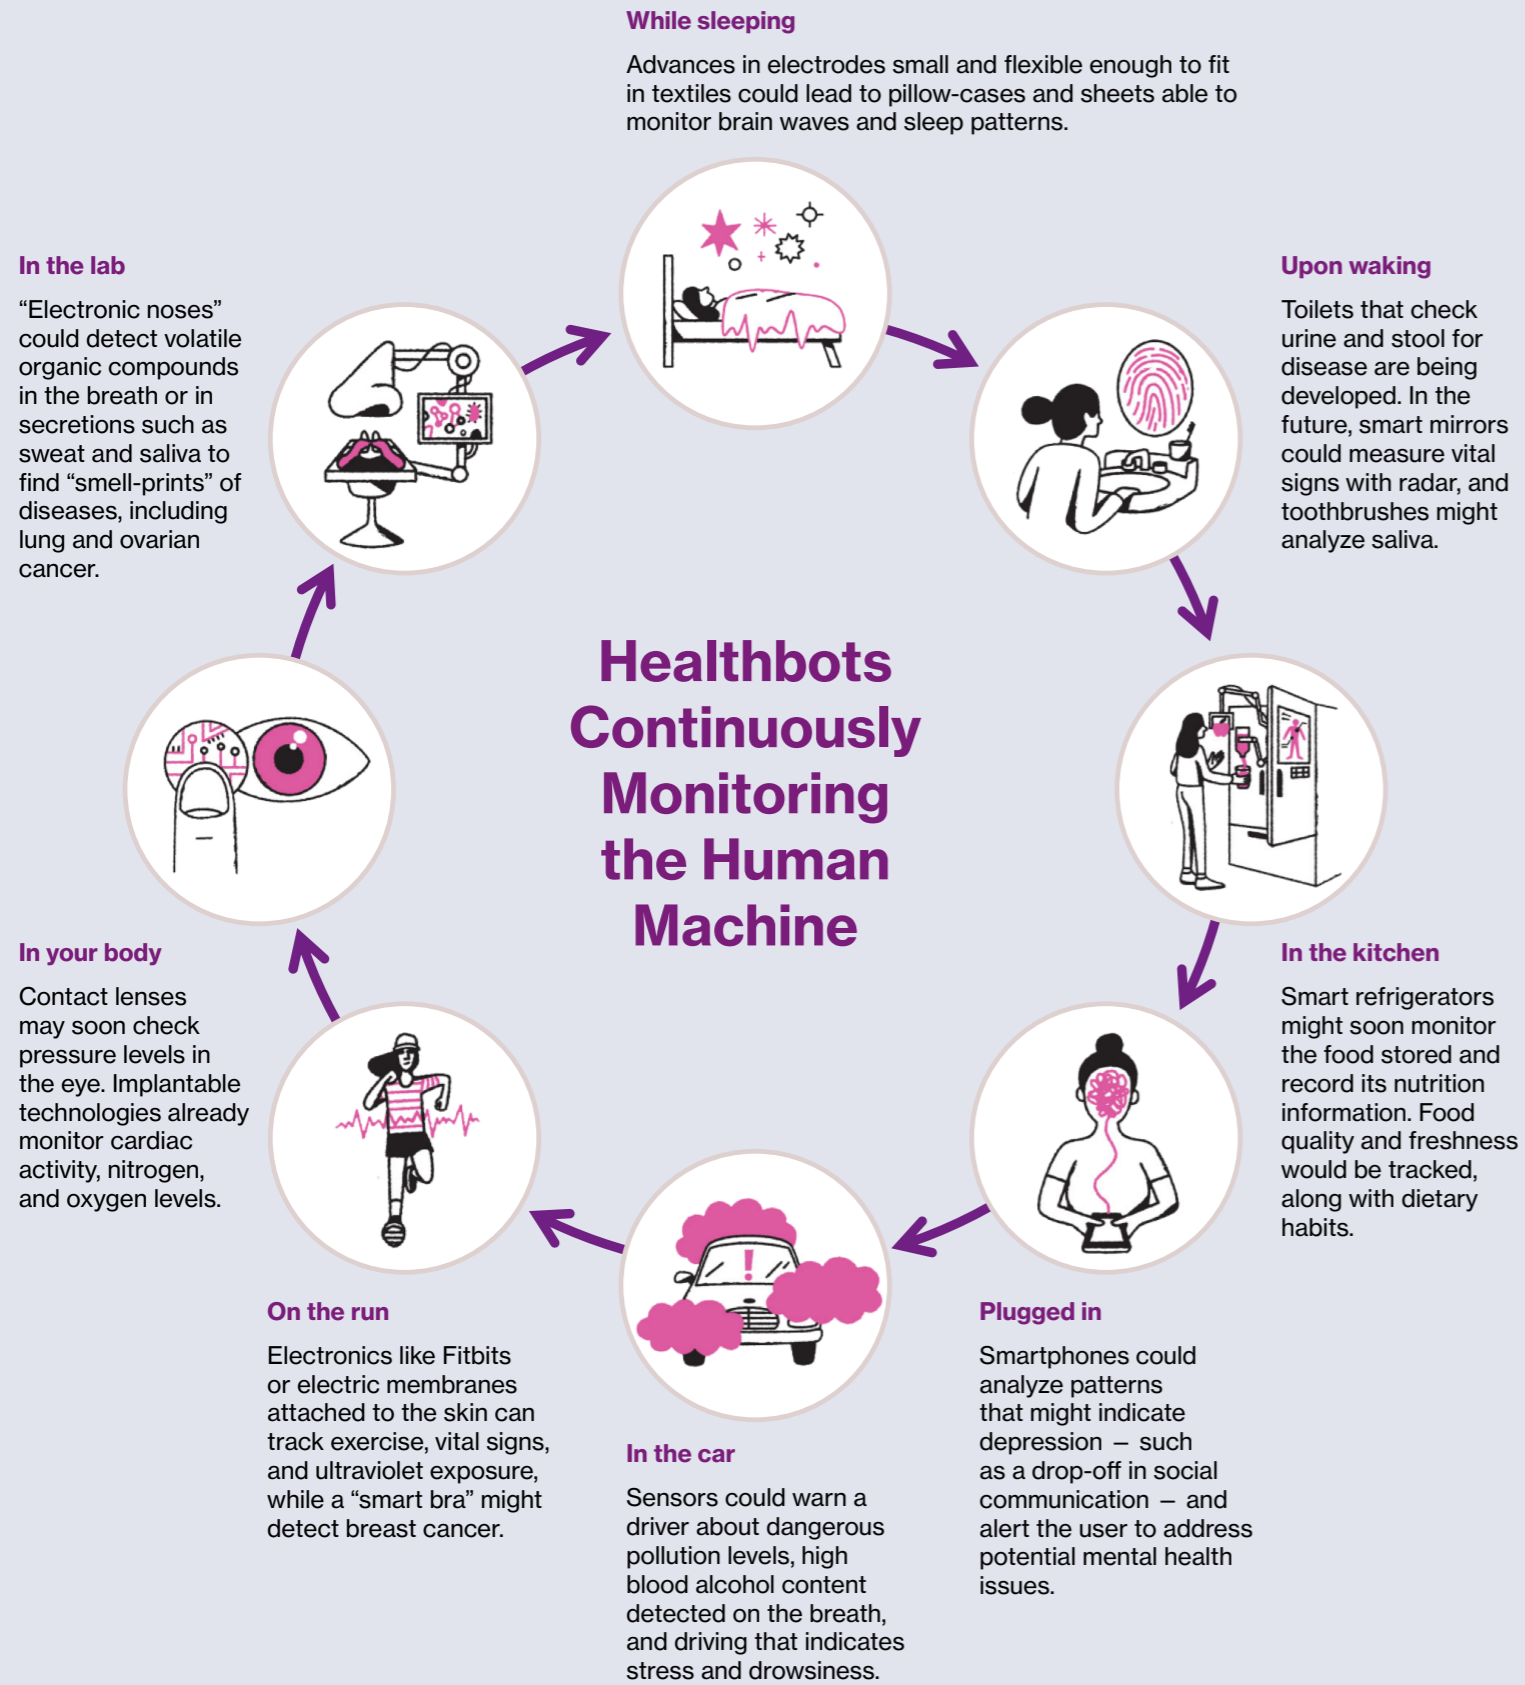 While sleeping
Advances in electrodes small and flexible enough to fit
in textiles could lead to pillow-cases and sheets able to
monitor brain waves and sleep patterns.
Upon waking
Toilets that check
urine and stool for
disease are being
developed. In the
future, smart mirrors
could measure vital
signs with radar, and
toothbrushes might
analyze saliva.
In the kitchen
Smart refrigerators
might soon monitor
the food stored and
record its nutrition
information. Food
quality and freshness
would be tracked,
along with dietary
habits.
Plugged in
Smartphones could
analyze patterns
that might indicate
depression – such
as a drop-off in social
communication – and
alert the user to address
potential mental health
issues.
In the car
Sensors could warn a
driver about dangerous
pollution levels, high
blood alcohol content
detected on the breath,
and driving that indicates
stress and drowsiness.
On the run
Electronics like Fitbits
or electric membranes
attached to the skin can
track exercise, vital signs,
and ultraviolet exposure,
while a “smart bra” might
detect breast cancer.
In your body
Contact lenses
may soon check
pressure levels in
the eye. Implantable
technologies already
monitor cardiac
activity, nitrogen,
and oxygen levels.
In the lab
“Electronic noses”
could detect volatile
organic compounds
in the breath or in
secretions such as
sweat and saliva to
find “smell-prints” of
diseases, including
lung and ovarian
cancer.
Healthbots
Continuously
Monitoring
the Human
Machine
!